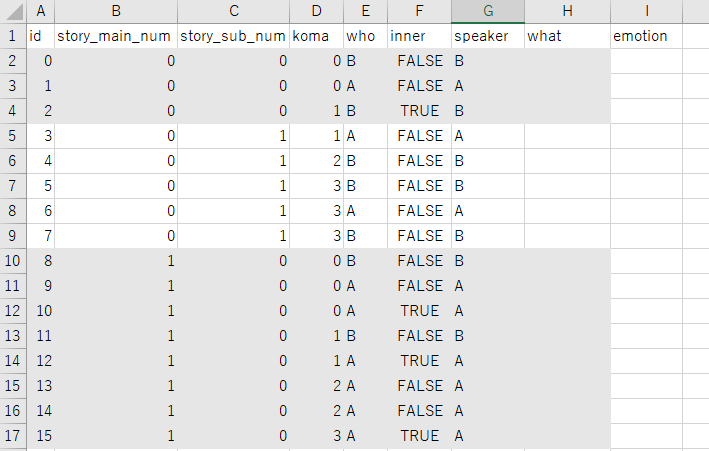 A B C D E F G H I
1 id story_main_num story_sub_num koma who inner speaker what emotion
2 0 0 0 0 B FALSE B
3 1 0 0 0 A FALSE A
4 2 0 0 1 B TRUE B
5 3 0 1 1 A FALSE A
6 4 0 1 2 B FALSE B
7 5 0 1 3 B FALSE B
8 6 0 1 3 A FALSE A
9 7 0 1 3 B FALSE B
10 8 1 0 0 B FALSE B
11 9 1 0 0 A FALSE A
12 10 1 0 0 A TRUE A
13 11 1 0 1 B FALSE B
14 12 1 0 1 A TRUE A
15 13 1 0 2 A FALSE A
16 14 1 0 2 A FALSE A
17 15 1 0 3 A TRUE A